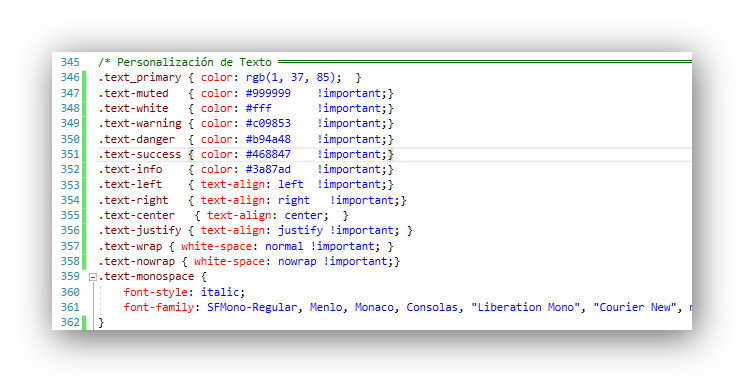 345 /* Personalización de Texto ═══════════════════════════════
346 .text_primary { color: rgb(1, 37, 85);  }
347 .text-muted   { color: #999999    !important;}
348 .text-white   { color: #fff       !important;}
349 .text-warning { color: #c09853    !important;}
350 .text-danger  { color: #b94a48    !important;}
351 .text-success { color: #468847    !important;}
352 .text-info    { color: #3a87ad    !important;}
353 .text-left    { text-align: left  !important;}
354 .text-right   { text-align: right   !important;}
355 .text-center   { text-align: center;  }
356 .text-justify { text-align: justify !important; }
357 .text-wrap { white-space: normal !important; }
358 .text-nowrap { white-space: nowrap !important;}
359 .text-monospace {
360     font-style: italic;
361     font-family: SFMono-Regular, Menlo, Monaco, Consolas, "Liberation Mono", "Courier New",
362 }